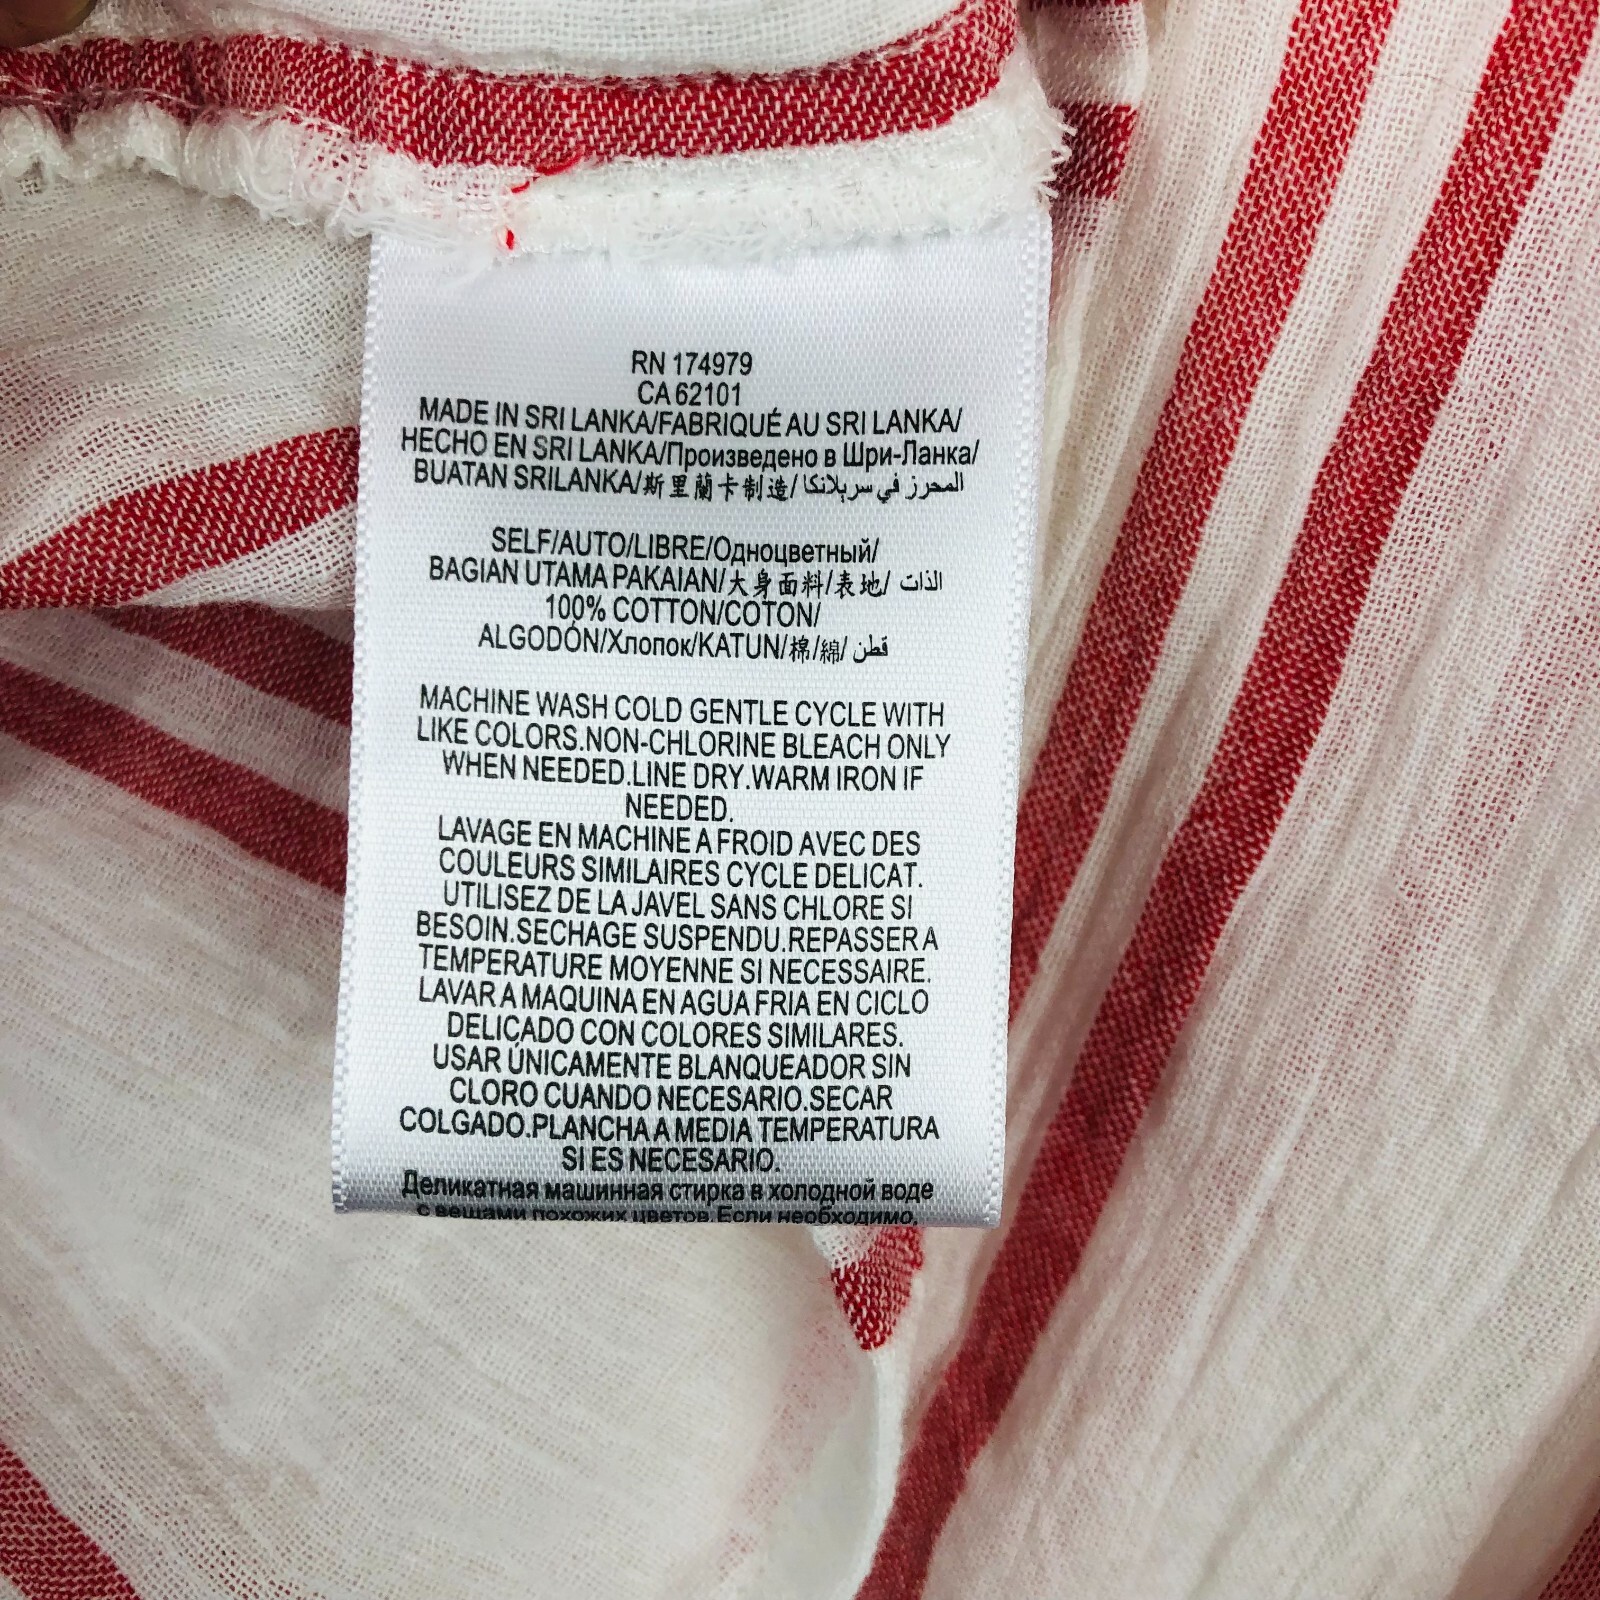 RN 174979
CA 62101
MADE IN SRI LANKA/FABRIQUÉ AU SRI LANKA/
HECHO EN SRI LANKA/Произведено в Шри-Ланка/
BUATAN SRILANKA/斯里蘭卡制造/ المحرز في سريلانكا
SELF/AUTO/LIBRE/Одноцветный/
BAGIAN UTAMA PAKAIAN/大身面料/表地/ الذات
100% COTTON/COTON/
ALGODÓN/Хлопок/KATUN/棉/綿/ قطن
MACHINE WASH COLD GENTLE CYCLE WITH
LIKE COLORS.NON-CHLORINE BLEACH ONLY
WHEN NEEDED.LINE DRY.WARM IRON IF
NEEDED.
LAVAGE EN MACHINE A FROID AVEC DES
COULEURS SIMILAIRES CYCLE DELICAT.
UTILISEZ DE LA JAVEL SANS CHLORE SI
BESOIN.SECHAGE SUSPENDU.REPASSER A
TEMPERATURE MOYENNE SI NECESSAIRE.
LAVAR A MAQUINA EN AGUA FRIA EN CICLO
DELICADO CON COLORES SIMILARES.
USAR ÚNICAMENTE BLANQUEADOR SIN
CLORO CUANDO NECESARIO.SECAR
COLGADO.PLANCHA A MEDIA TEMPERATURA
SI ES NECESARIO.
Деликатная машинная стирка в холодной воде
с вещами похожих цветов.Если необходимо,